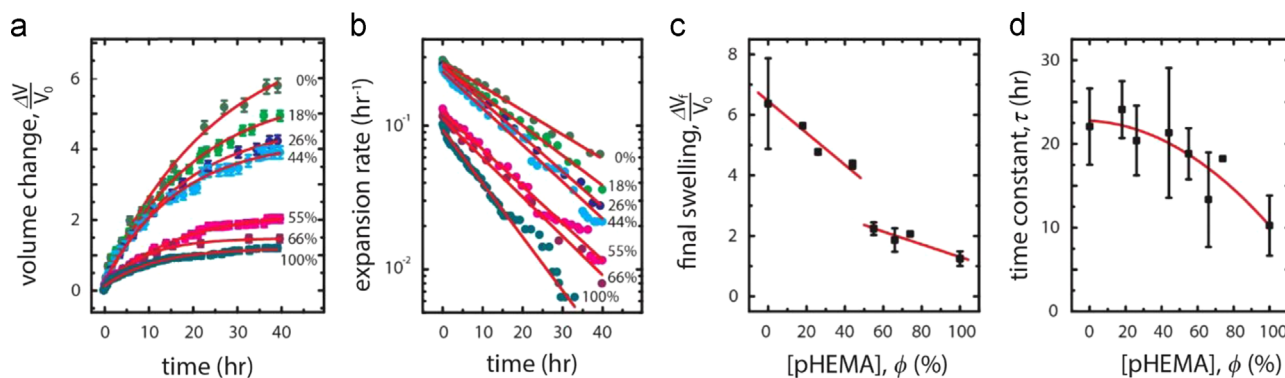 a
volume change, ΔV/V₀
6
4
2
0
0 10 20 30 40
time (hr)
0%
18%
26%
44%
55%
66%
100%
b
expansion rate (hr⁻¹)
10⁻¹
10⁻²
0 10 20 30 40
time (hr)
0%
18%
26%
44%
55%
66%
100%
c
final swelling, ΔV_f/V₀
8
6
4
2
0
0 20 40 60 80 100
[pHEMA], ϕ (%)
d
time constant, τ (hr)
30
20
10
0
0 20 40 60 80 100
[pHEMA], ϕ (%)